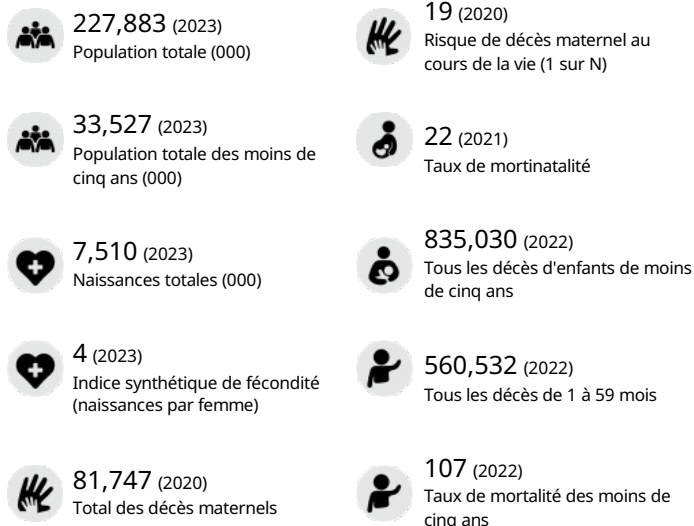 227,883 (2023)
Population totale (000)
33,527 (2023)
Population totale des moins de
cinq ans (000)
7,510 (2023)
Naissances totales (000)
4 (2023)
Indice synthétique de fécondité
(naissances par femme)
81,747 (2020)
Total des décès maternels
19 (2020)
Risque de décès maternel au
cours de la vie (1 sur N)
22 (2021)
Taux de mortinatalité
835,030 (2022)
Tous les décès d'enfants de moins
de cinq ans
560,532 (2022)
Tous les décès de 1 à 59 mois
107 (2022)
Taux de mortalité des moins de
cinq ans